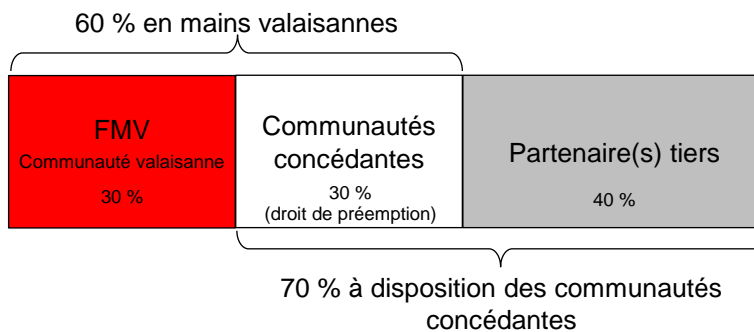 60 % en mains valaisannes
FMV
Communauté valaisanne
30 %
Communautés
concédantes
30 %
(droit de préemption)
Partenaire(s) tiers
40 %
70 % à disposition des communautés
concédantes